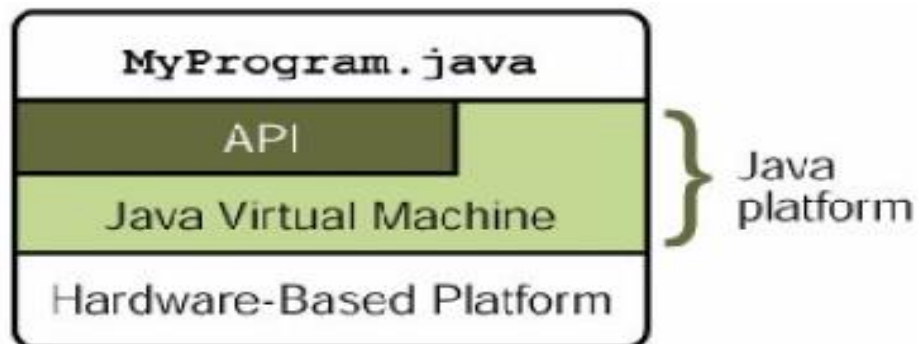 MyProgram.java
API
Java Virtual Machine
Hardware-Based Platform
Java
platform